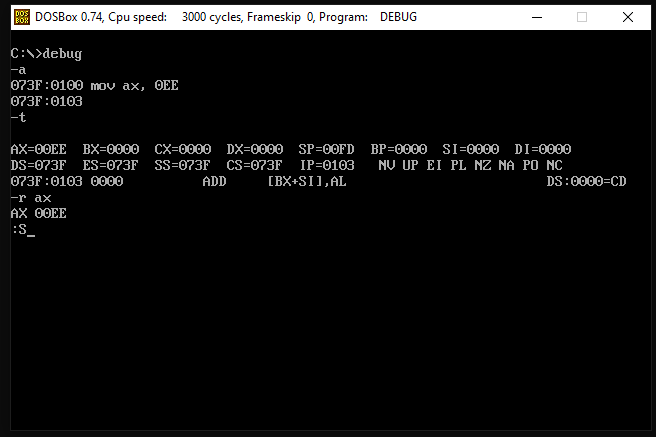 DOS
BOX
DOSBox 0.74, Cpu speed: 3000 cycles, Frameskip 0, Program: DEBUG
C:\>debug
-a
073F:0100 mov ax, 0EE
073F:0103
-t
AX=00EE BX=0000 CX=0000 DX=0000 SP=00FD BP=0000 SI=0000 DI=0000
DS=073F ES=073F SS=073F CS=073F IP=0103 NV UP EI PL NZ NA PO NC
073F:0103 0000 ADD [BX+SI],AL DS:0000=CD
-r ax
AX 00EE
:S_